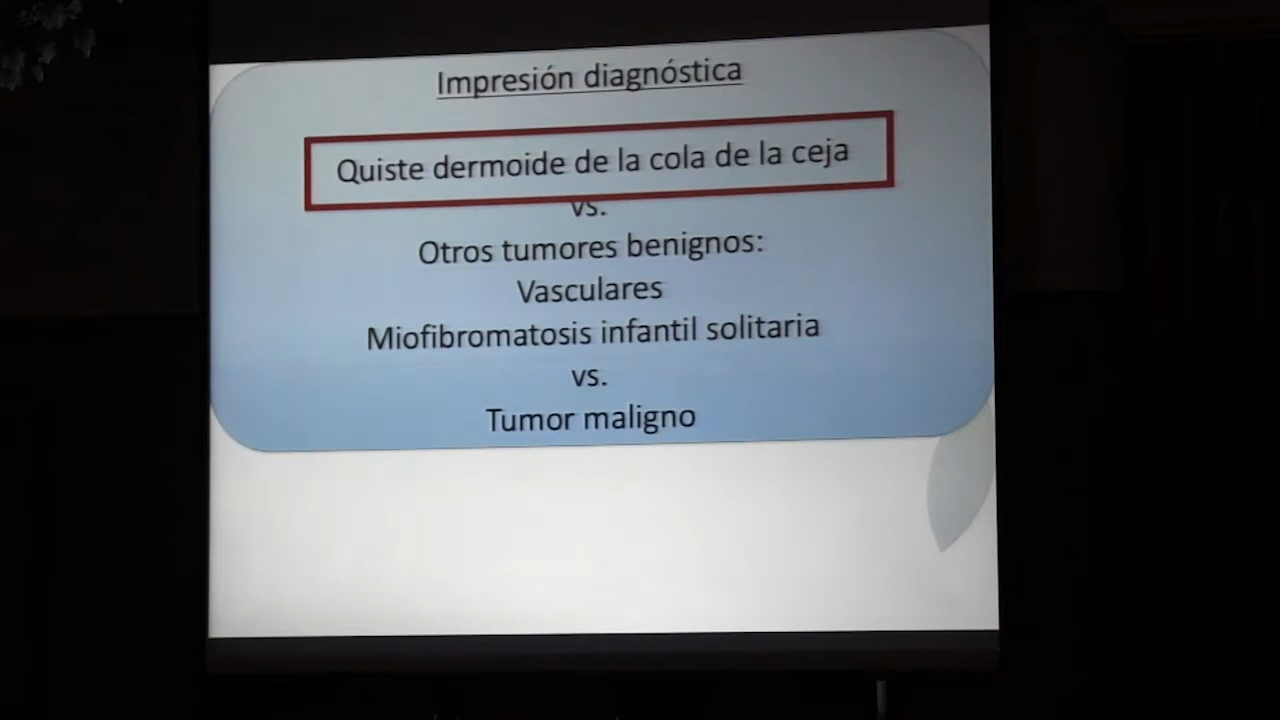 Impresión diagnóstica
Quiste dermoide de la cola de la ceja
vs.
Otros tumores benignos:
Vasculares
Miofibromatosis infantil solitaria
vs.
Tumor maligno